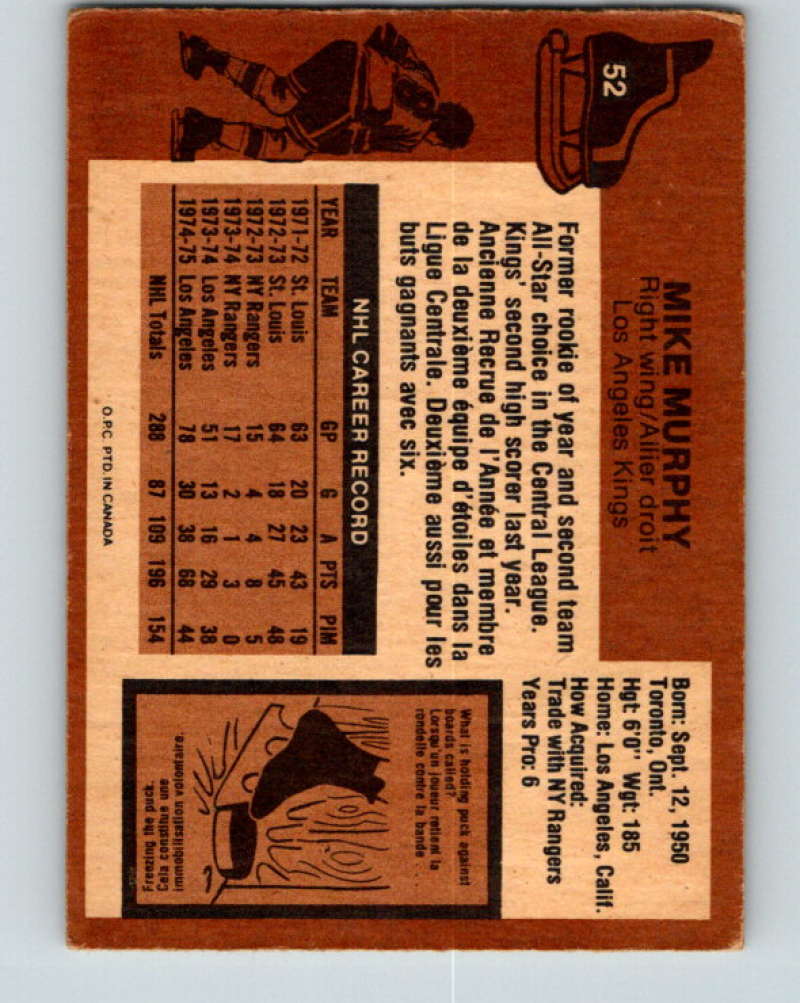 52
MIKE MURPHY
Right wing/Allier droit
Los Angeles Kings
Born: Sept. 12, 1950
Toronto, Ont.
Hgt: 6'0" Wgt: 185
Home: Los Angeles, Calif.
How Acquired:
Trade with NY Rangers
Years Pro: 6
Former rookie of year and second team
All-Star choice in the Central League.
Kings' second high scorer last year.
Ancienne Recrue de l'Année et membre
de la deuxième équipe d'étoiles dans la
Ligue Centrale. Deuxième aussi pour les
buts gagnants avec six.
NHL CAREER RECORD
YEAR TEAM GP G A PTS PIM
1971-72 St. Louis 63 20 23 43 19
1972-73 St. Louis 64 18 27 45 48
1972-73 NY Rangers 15 4 4 8 5
1973-74 NY Rangers 17 2 1 3 0
1973-74 Los Angeles 51 13 16 29 38
1974-75 Los Angeles 78 30 38 68 44
NHL Totals 288 87 109 196 154
What is holding puck against
boards called?
Lorsqu'un joueur retient la
rondelle contre la bande . . .
Freezing the puck.
Cela constitue une
immobilisation volontaire.
O.P.C. PTD. IN CANADA